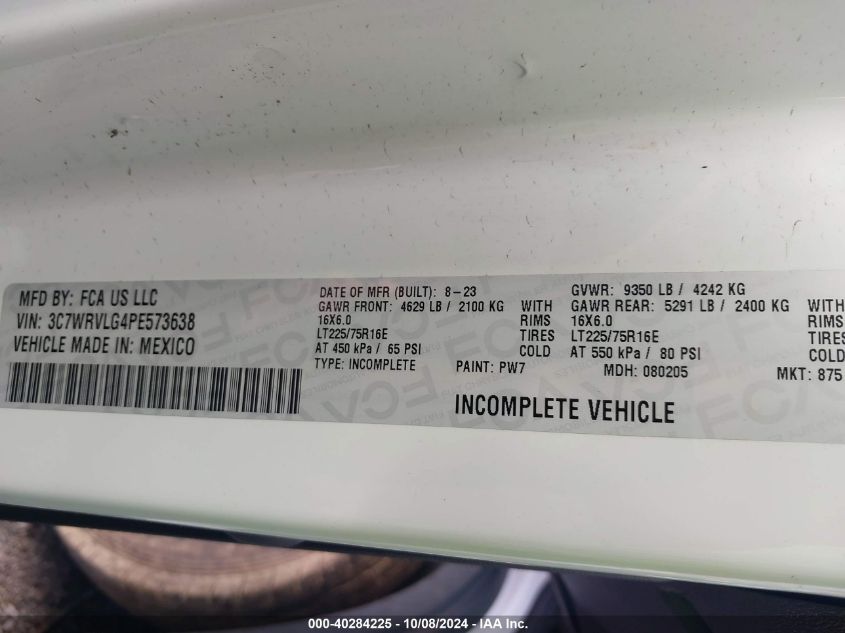 MFD BY: FCA US LLC
VIN: 3C7WRVLG4PE573638
VEHICLE MADE IN: MEXICO
DATE OF MFR (BUILT): 8-23
GAWR FRONT: 4629 LB / 2100 KG WITH
16X6.0 RIMS
LT225/75R16E TIRES
AT 450 kPa / 65 PSI COLD
TYPE: INCOMPLETE PAINT: PW7
GVWR: 9350 LB / 4242 KG
GAWR REAR: 5291 LB / 2400 KG WITH
16X6.0 RIMS
LT225/75R16E TIRES
AT 550 kPa / 80 PSI COLD
MDH: 080205 MKT: 875
INCOMPLETE VEHICLE
000-40284225 - 10/08/2024 - IAA Inc.